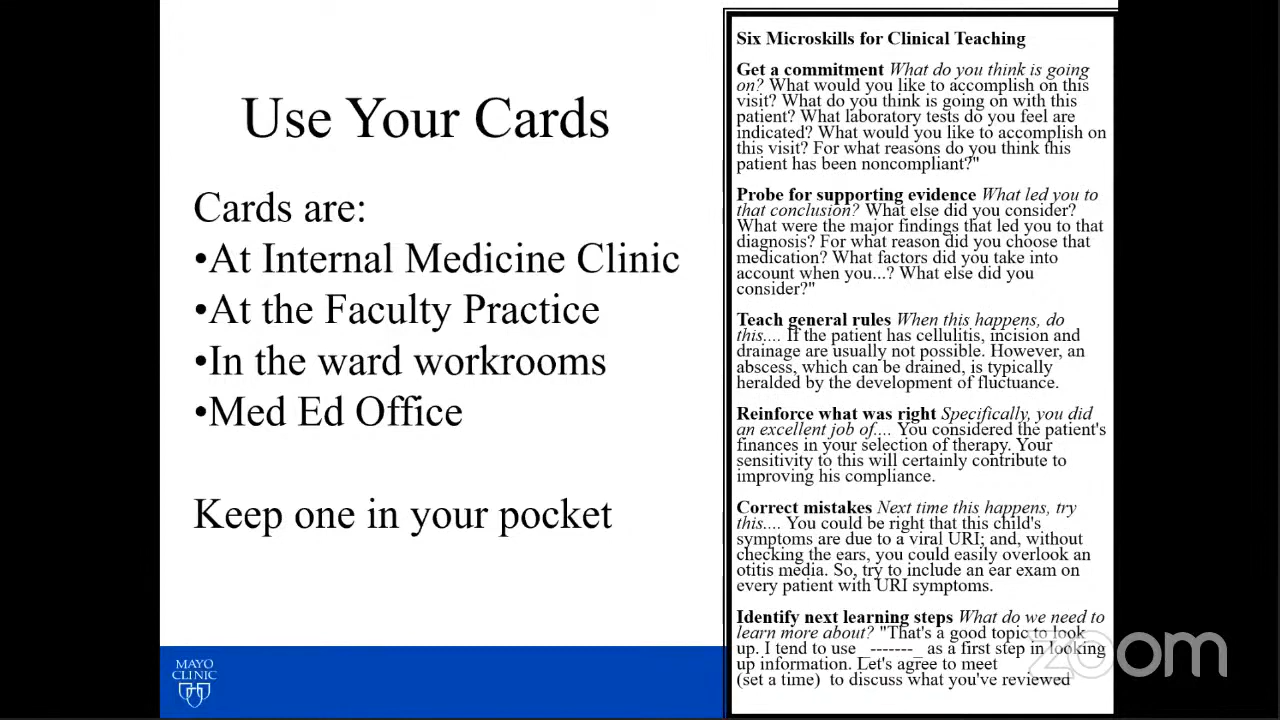 Use Your Cards
Cards are:
•At Internal Medicine Clinic
•At the Faculty Practice
•In the ward workrooms
•Med Ed Office
Keep one in your pocket
MAYO
CLINIC
Six Microskills for Clinical Teaching
Get a commitment What do you think is going
on? What would you like to accomplish on this
visit? What do you think is going on with this
patient? What laboratory tests do you feel are
indicated? What would you like to accomplish on
this visit? For what reasons do you think this
patient has been noncompliant?"
Probe for supporting evidence What led you to
that conclusion? What else did you consider?
What were the major findings that led you to that
diagnosis? For what reason did you choose that
medication? What factors did you take into
account when you...? What else did you
consider?"
Teach general rules When this happens, do
this.... If the patient has cellulitis, incision and
drainage are usually not possible. However, an
abscess, which can be drained, is typically
heralded by the development of fluctuance.
Reinforce what was right Specifically, you did
an excellent job of.... You considered the patient's
finances in your selection of therapy. Your
sensitivity to this will certainly contribute to
improving his compliance.
Correct mistakes Next time this happens, try
this.... You could be right that this child's
symptoms are due to a viral URI; and, without
checking the ears, you could easily overlook an
otitis media. So, try to include an ear exam on
every patient with URI symptoms.
Identify next learning steps What do we need to
learn more about? "That's a good topic to look
up. I tend to use _-------_ as a first step in looking
up information. Let's agree to meet
(set a time) to discuss what you've reviewed
zoom